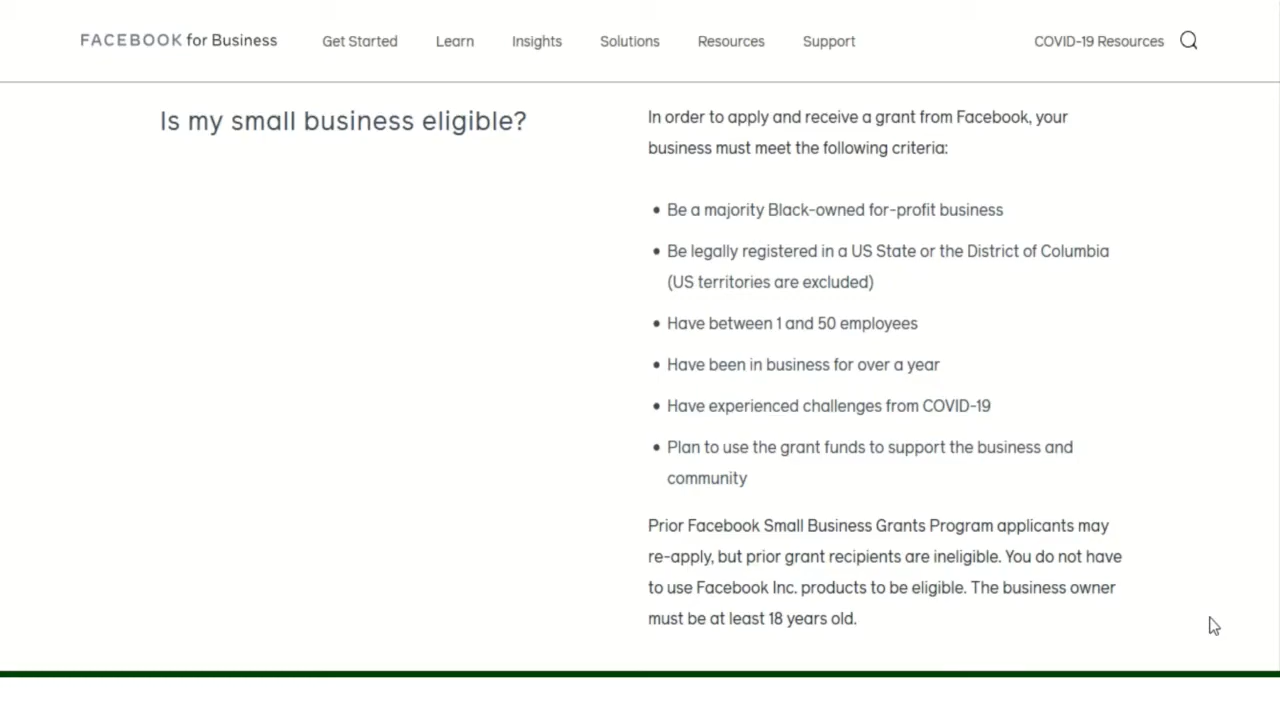 FACEBOOK for Business Get Started Learn Insights Solutions Resources Support COVID-19 Resources
Is my small business eligible?
In order to apply and receive a grant from Facebook, your
business must meet the following criteria:
• Be a majority Black-owned for-profit business
• Be legally registered in a US State or the District of Columbia
(US territories are excluded)
• Have between 1 and 50 employees
• Have been in business for over a year
• Have experienced challenges from COVID-19
• Plan to use the grant funds to support the business and
community
Prior Facebook Small Business Grants Program applicants may
re-apply, but prior grant recipients are ineligible. You do not have
to use Facebook Inc. products to be eligible. The business owner
must be at least 18 years old.